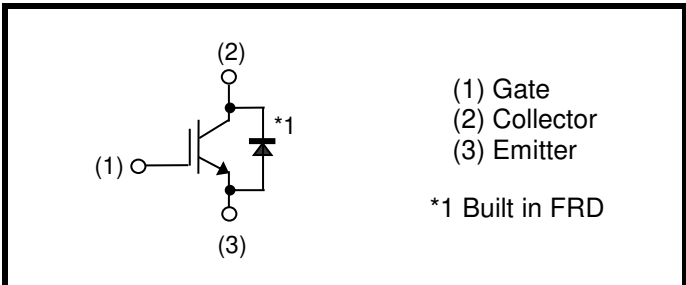 (2)
*1
(1)
(3)
(1) Gate
(2) Collector
(3) Emitter
*1 Built in FRD